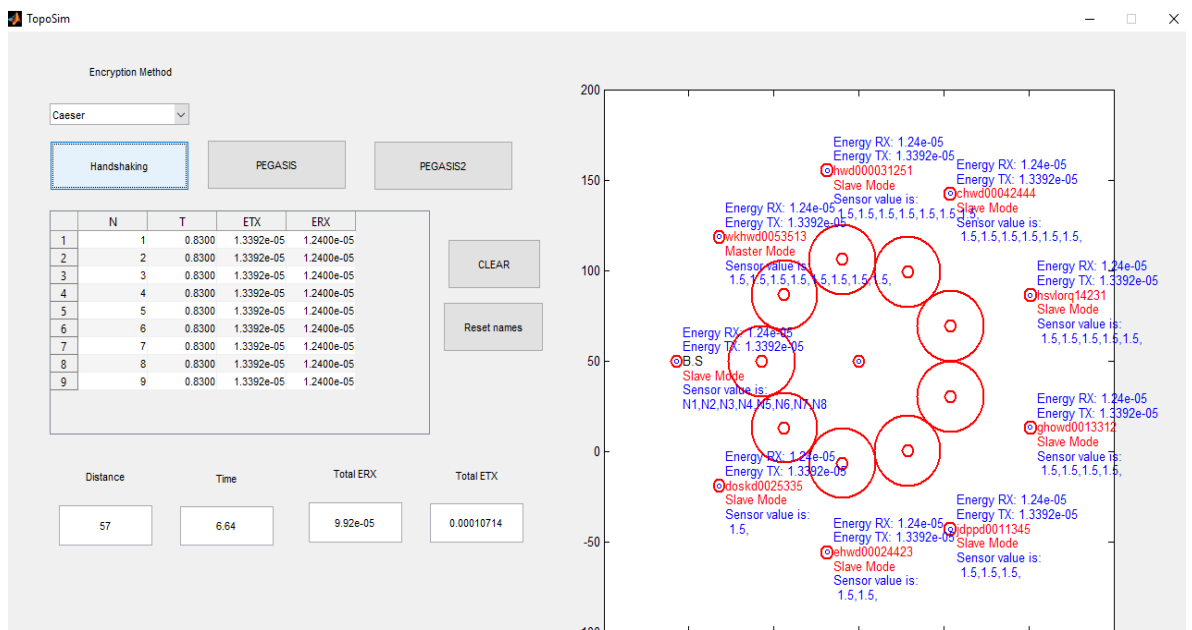 TopoSim
Encryption Method
Caeser
Handshaking
PEGASIS
PEGASIS2
N T ETX ERX
1 1 0.8300 1.3392e-05 1.2400e-05
2 2 0.8300 1.3392e-05 1.2400e-05
3 3 0.8300 1.3392e-05 1.2400e-05
4 4 0.8300 1.3392e-05 1.2400e-05
5 5 0.8300 1.3392e-05 1.2400e-05
6 6 0.8300 1.3392e-05 1.2400e-05
7 7 0.8300 1.3392e-05 1.2400e-05
8 8 0.8300 1.3392e-05 1.2400e-05
9 9 0.8300 1.3392e-05 1.2400e-05
CLEAR
Reset names
Distance
Time
Total ERX
Total ETX
57
6.64
9.92e-05
0.00010714
200
150
100
50
0
-50
-100
Energy RX: 1.24e-05
Energy TX: 1.3392e-05
hwd000031251
Slave Mode
Sensor value is:
1.5,1.5,1.5,1.5,1.5,1.5,1.5,
Energy RX: 1.24e-05
Energy TX: 1.3392e-05
chwd00042444
Slave Mode
Sensor value is:
1.5,1.5,1.5,1.5,1.5,1.5,
Energy RX: 1.24e-05
Energy TX: 1.3392e-05
wkhwd0053513
Master Mode
Sensor value is:
1.5,1.5,1.5,1.5,1.5,1.5,1.5,1.5,
Energy RX: 1.24e-05
Energy TX: 1.3392e-05
hsvlorq14231
Slave Mode
Sensor value is:
1.5,1.5,1.5,1.5,1.5,
Energy RX: 1.24e-05
Energy TX: 1.3392e-05
B.S
Slave Mode
Sensor value is:
N1,N2,N3,N4,N5,N6,N7,N8
Energy RX: 1.24e-05
Energy TX: 1.3392e-05
ghowd0013312
Slave Mode
Sensor value is:
1.5,1.5,1.5,1.5,
Energy RX: 1.24e-05
Energy TX: 1.3392e-05
doskd0025335
Slave Mode
Sensor value is:
1.5,
Energy RX: 1.24e-05
Energy TX: 1.3392e-05
jdppd0011345
Slave Mode
Sensor value is:
1.5,1.5,1.5,
Energy RX: 1.24e-05
Energy TX: 1.3392e-05
ehwd00024423
Slave Mode
Sensor value is:
1.5,1.5,